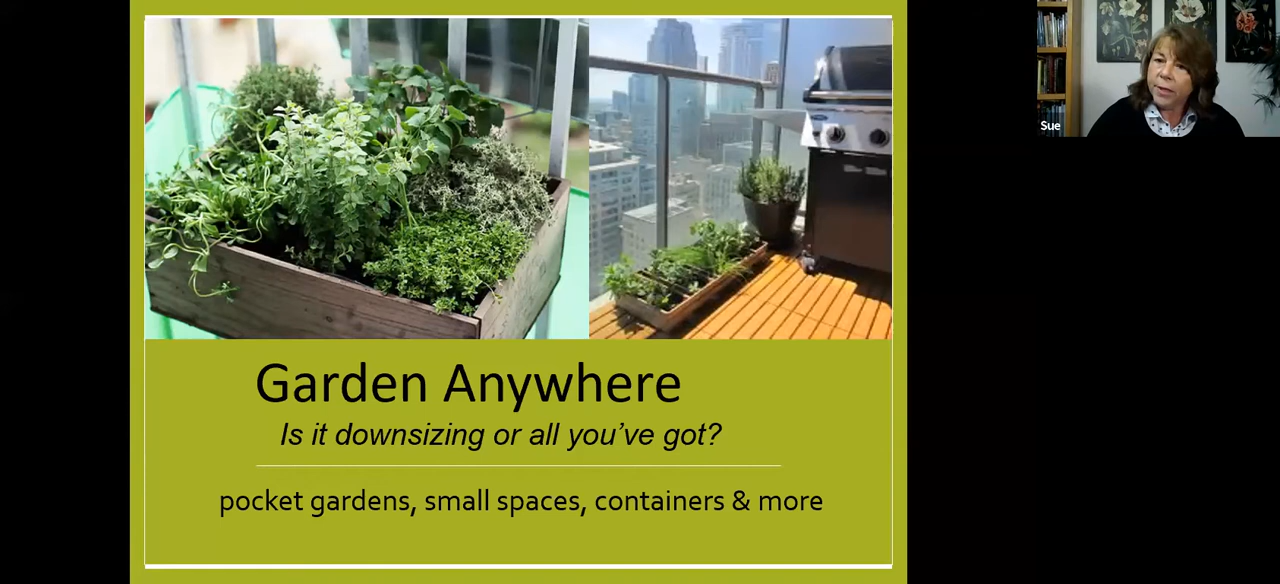 Sue
Garden Anywhere
Is it downsizing or all you've got?
pocket gardens, small spaces, containers & more